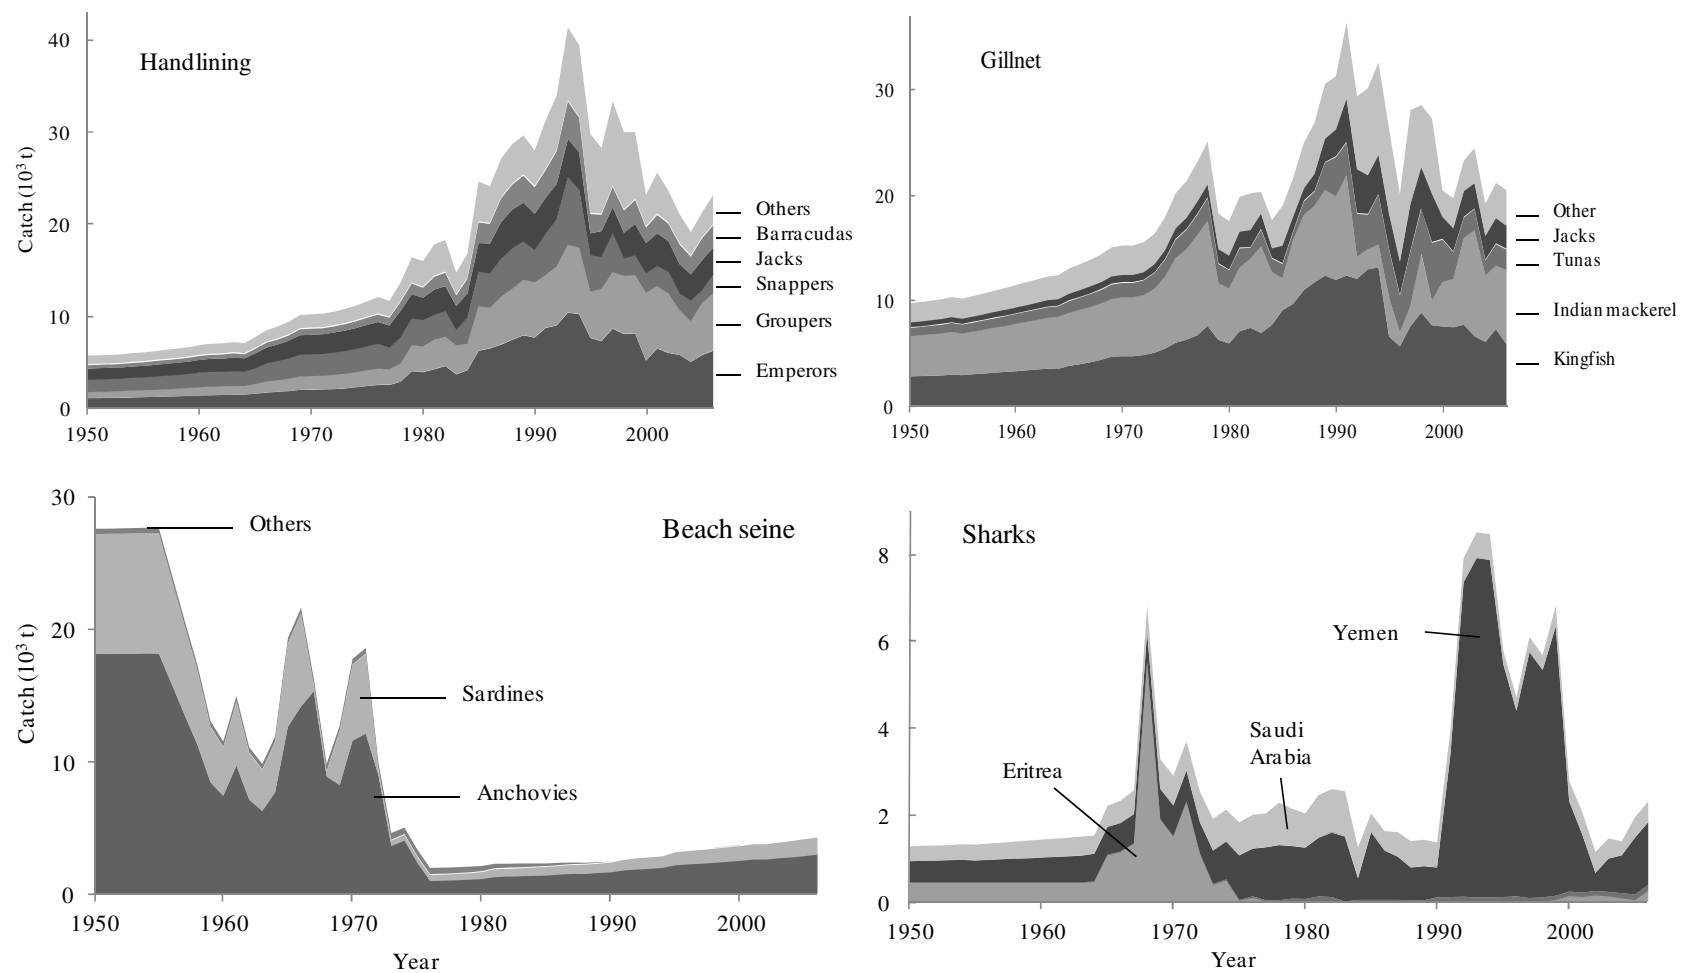 Handlining
Catch (10³ t)
40
30
20
10
0
1950
1960
1970
1980
1990
2000
Others
Barracudas
Jacks
Snappers
Groupers
Emperors
Gillnet
30
20
10
0
1950
1960
1970
1980
1990
2000
Other
Jacks
Tunas
Indian mackerel
Kingfish
Beach seine
Catch (10³ t)
30
20
10
0
Others
Sardines
Anchovies
1950
1960
1970
1980
1990
2000
Year
Sharks
8
6
4
2
0
Yemen
Saudi
Arabia
Eritrea
1950
1960
1970
1980
1990
2000
Year